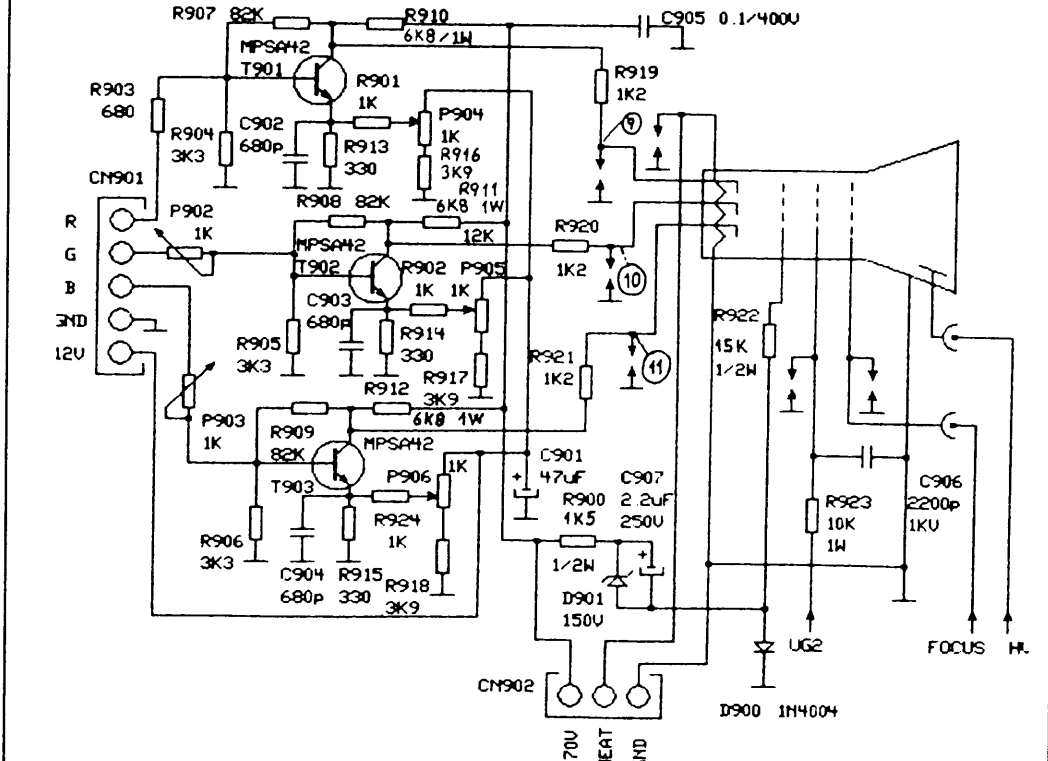 R907 82K
R910
6K8/1W
C905 0.1/400V
MPSA42
T901
R901
1K
R919
1K2
R903
680
P904
1K
9
R904
3K3
C902
680p
R913
330
R916
3K9
CN901
R908 82K
R911
6K8 1W
12K
R
P902
1K
G
B
12V
MPSA42
T902
R902
1K
P905
1K
R920
1K2
10
C903
680p
R914
330
R905
3K3
R917
3K9
R921
1K2
11
R922
15K
1/2W
R912
6K8 1W
P903
1K
R909
82K
MPSA42
T903
P906
1K
C901
47uF
C907
2.2uF
250V
R900
1K5
1/2W
R924
1K
R906
3K3
C904
680p
R915
330
R918
3K9
D901
150V
R923
10K
1W
C906
2200p
1KV
UG2
FOCUS
CN902
D900 1N4004
+
+